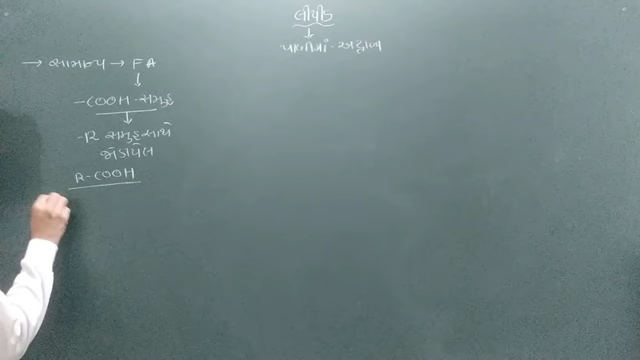 લીપીડ
↓
પાણીમાં - અદ્રાવ્ય
→ સામાન્ય → FA
↓
-COOH - સમૂહ
↓
-R સમુહ સાથે
જોડાયેલ
R-COOH